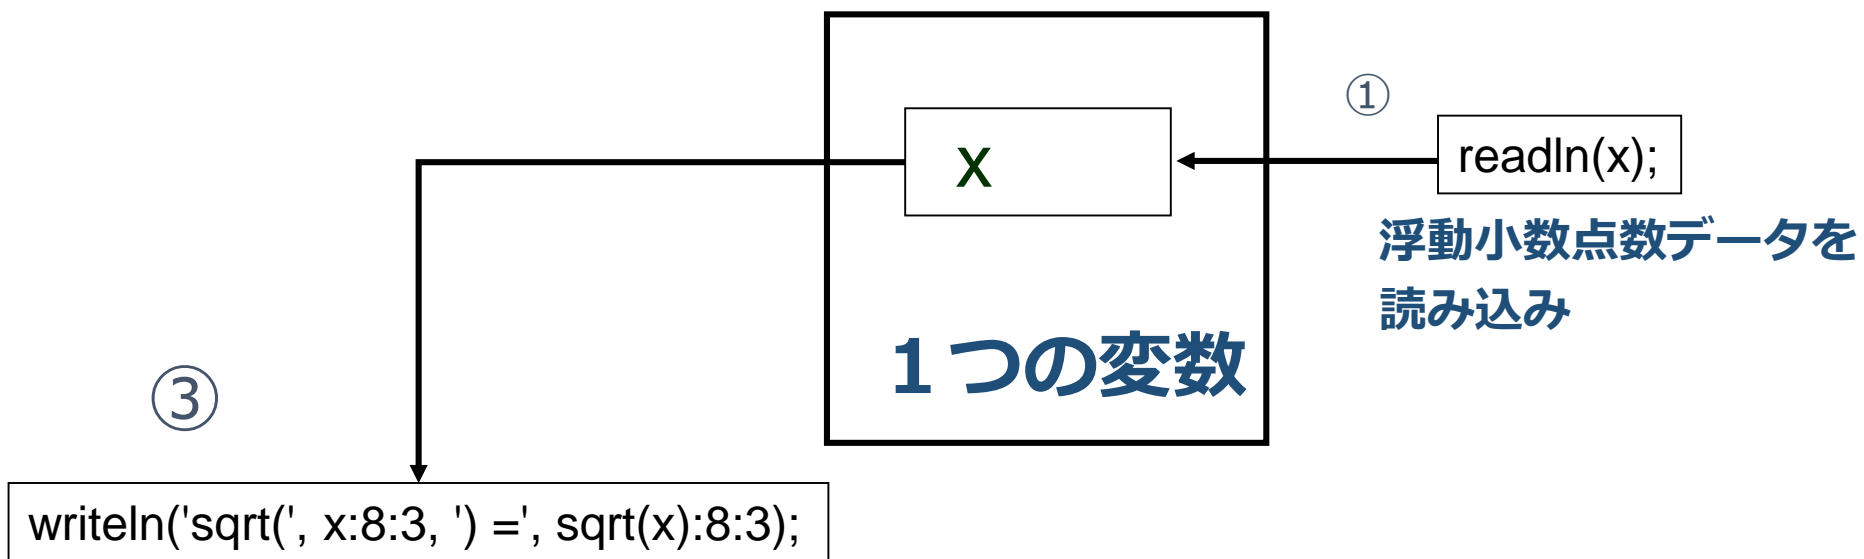 ①
readln(x);
x
浮動小数点数データを
読み込み
１つの変数
③
writeln('sqrt(', x:8:3, ') =', sqrt(x):8:3);